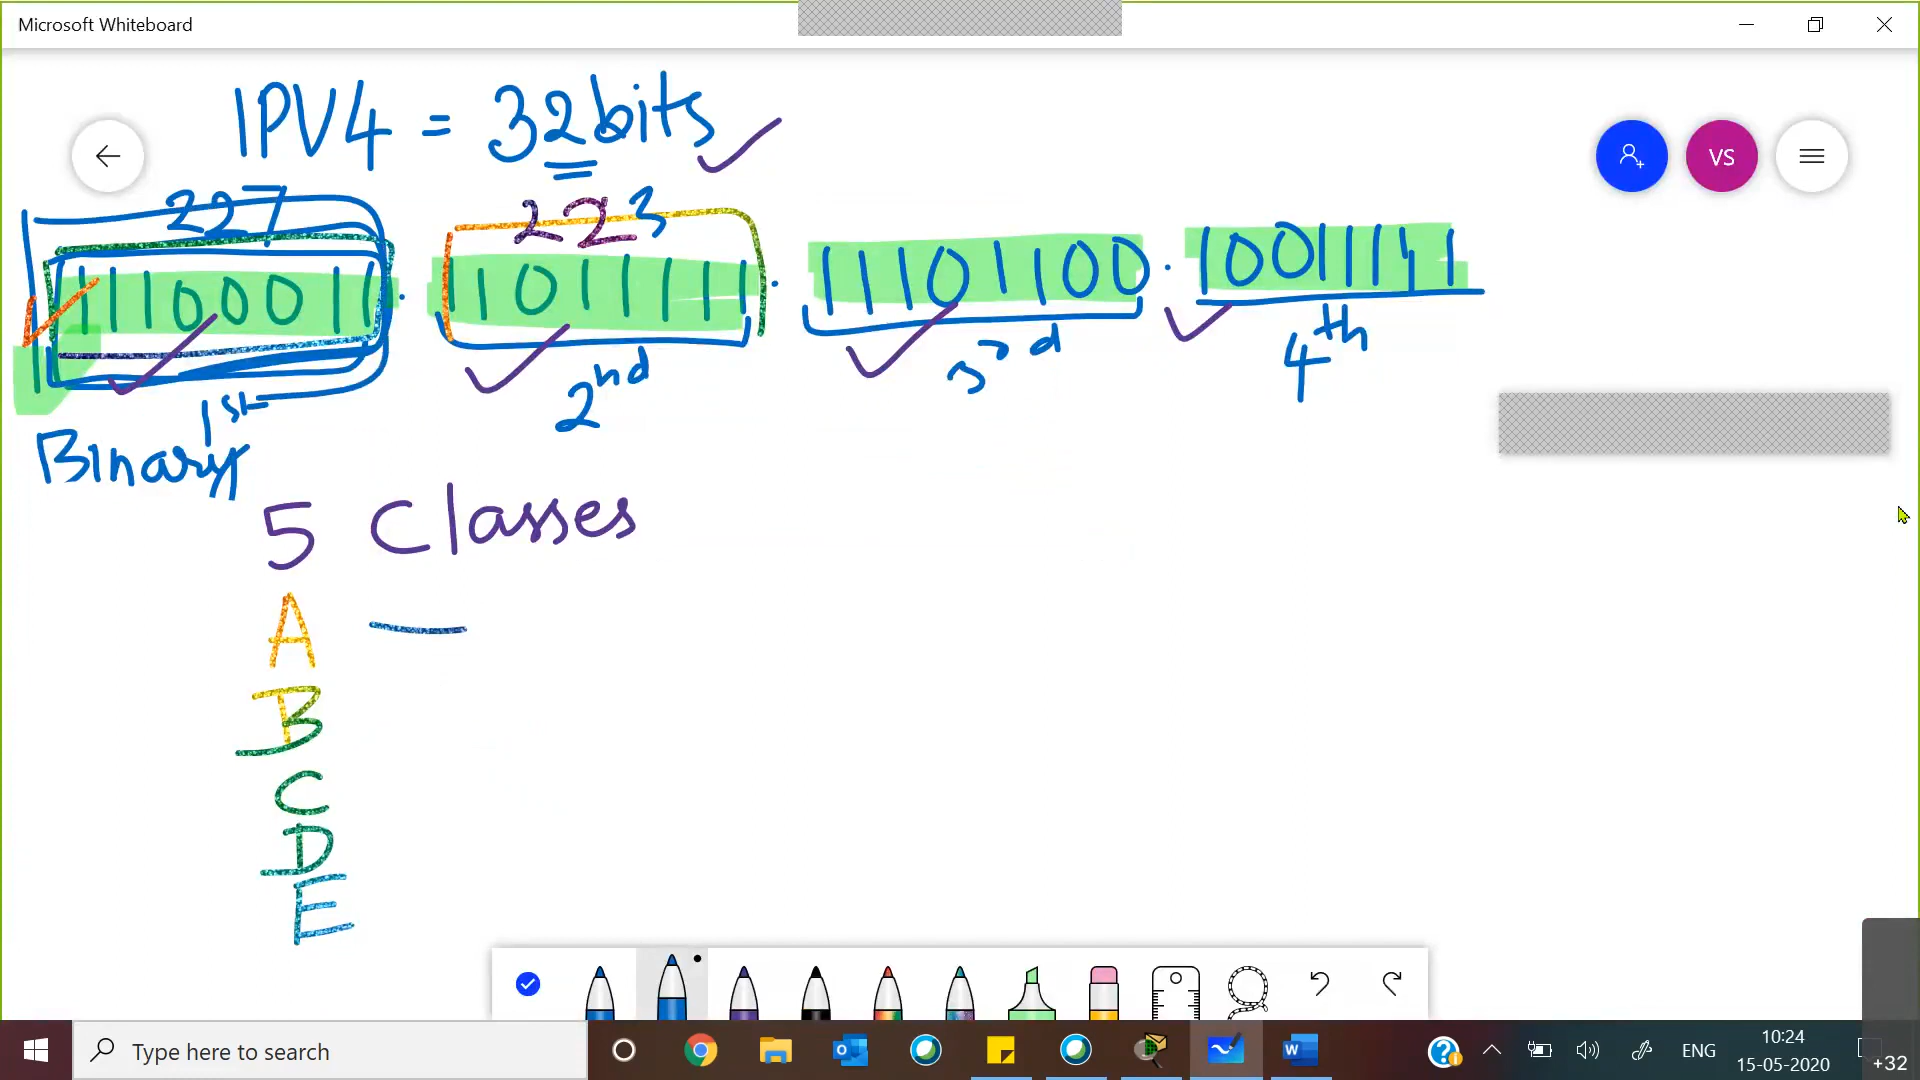 Microsoft Whiteboard
IPV4 = 32bits
VS
227 223
11100011 . 11011111 . 11101100 . 10011111
1st 2nd 3rd 4th
Binary
5 Classes
A
B
C
D
E
Type here to search
ENG
10:24
15-05-2020
+32